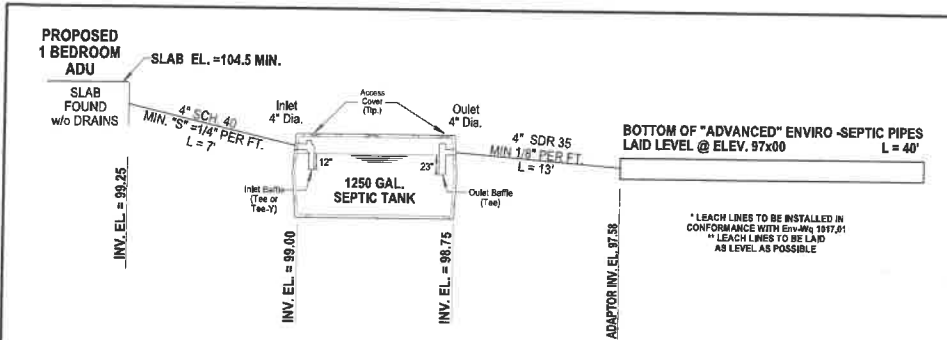 PROPOSED
1 BEDROOM
ADU
SLAB EL. =104.5 MIN.
SLAB
FOUND
w/o DRAINS
4" SCH 40
MIN. "S" =1/4" PER FT.
L = 7'
INV. EL. = 99.25
Inlet
4" Dia.
Access
Cover
(Tip.)
Oulet
4" Dia.
12"
23"
Inlet Baffle
(Tee or
Tee-Y)
1250 GAL.
SEPTIC TANK
Oulet Baffle
(Tee)
INV. EL. = 99.00
INV. EL. = 98.75
4" SDR 35
MIN 1/8" PER FT.
L = 13'
BOTTOM OF "ADVANCED" ENVIRO -SEPTIC PIPES
LAID LEVEL @ ELEV. 97x00 L = 40'
ADAPTOR INV. EL. 97.58
* LEACH LINES TO BE INSTALLED IN
CONFORMANCE WITH Env-Wq 1017.01
** LEACH LINES TO BE LAID
AS LEVEL AS POSSIBLE